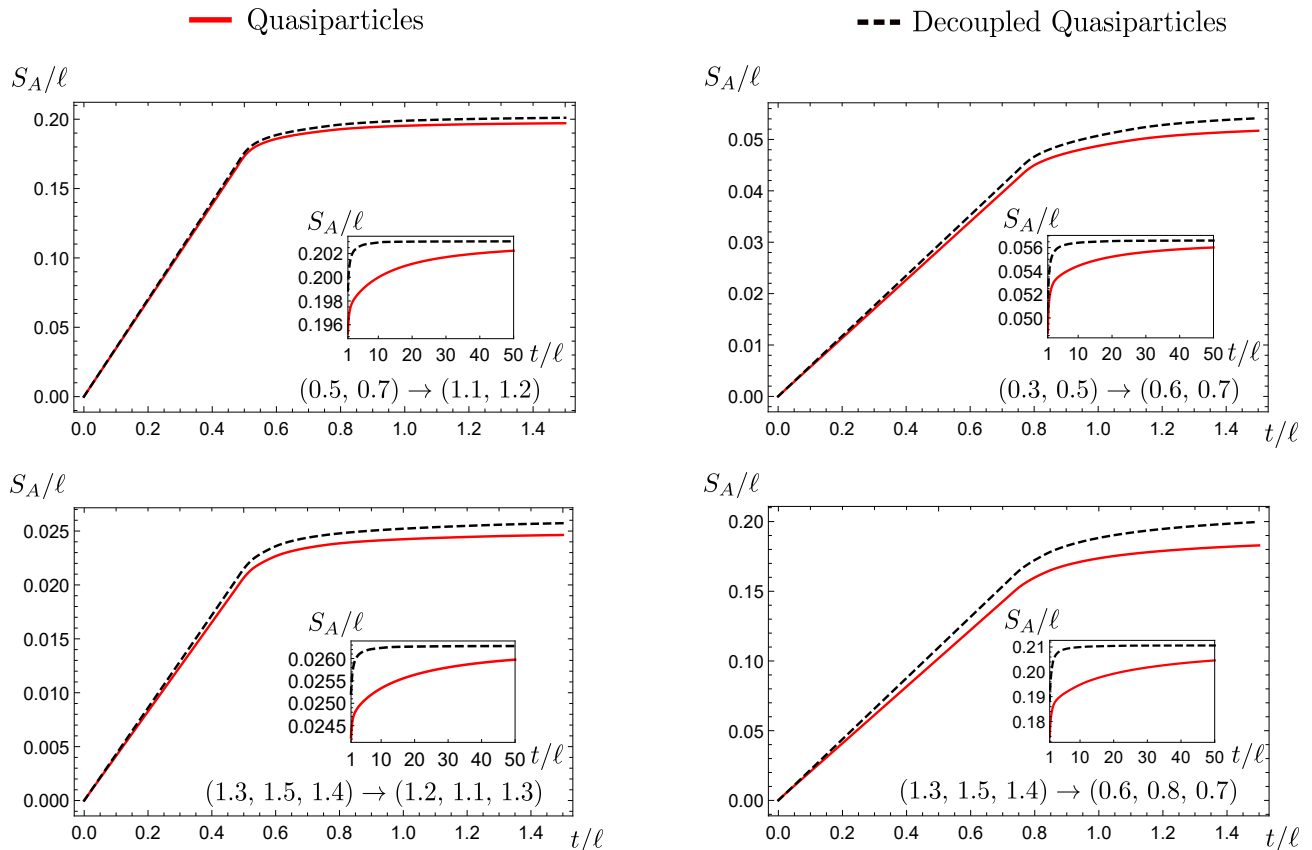 Quasiparticles
Decoupled Quasiparticles
S_A/ℓ
0.20
0.15
0.10
0.05
0.00
0.0 0.2 0.4 0.6 0.8 1.0 1.2 1.4
t/ℓ
S_A/ℓ
0.202
0.200
0.198
0.196
1 10 20 30 40 50 t/ℓ
(0.5, 0.7) → (1.1, 1.2)
S_A/ℓ
0.05
0.04
0.03
0.02
0.01
0.00
0.0 0.2 0.4 0.6 0.8 1.0 1.2 1.4
t/ℓ
S_A/ℓ
0.056
0.054
0.052
0.050
1 10 20 30 40 50 t/ℓ
(0.3, 0.5) → (0.6, 0.7)
S_A/ℓ
0.025
0.020
0.015
0.010
0.005
0.000
0.0 0.2 0.4 0.6 0.8 1.0 1.2 1.4
t/ℓ
S_A/ℓ
0.0260
0.0255
0.0250
0.0245
1 10 20 30 40 50 t/ℓ
(1.3, 1.5, 1.4) → (1.2, 1.1, 1.3)
S_A/ℓ
0.20
0.15
0.10
0.05
0.00
0.0 0.2 0.4 0.6 0.8 1.0 1.2 1.4
t/ℓ
S_A/ℓ
0.21
0.20
0.19
0.18
1 10 20 30 40 50 t/ℓ
(1.3, 1.5, 1.4) → (0.6, 0.8, 0.7)